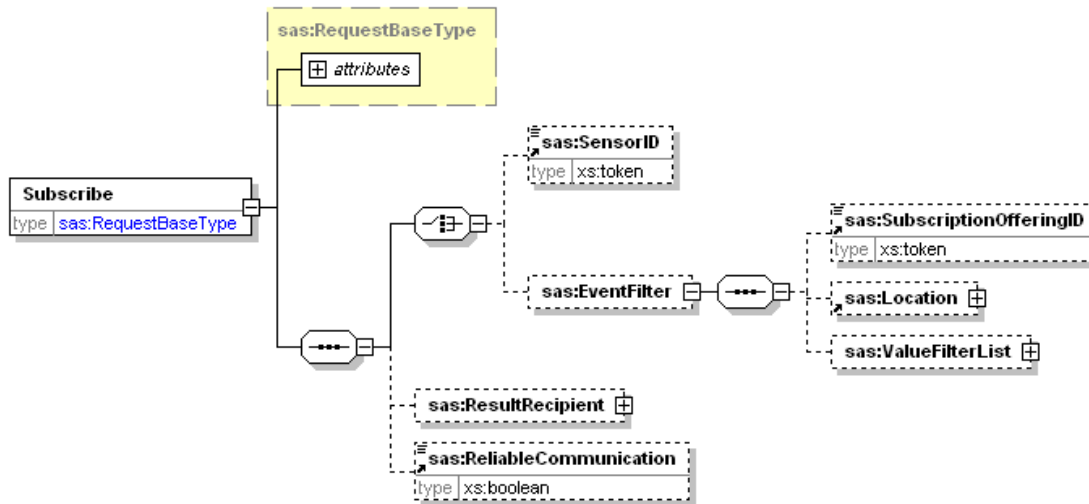 sas:RequestBaseType
attributes
sas:SensorID
type xs:token
Subscribe
type sas:RequestBaseType
sas:SubscriptionOfferingID
type xs:token
sas:EventFilter
sas:Location
sas:ValueFilterList
sas:ResultRecipient
sas:ReliableCommunication
type xs:boolean